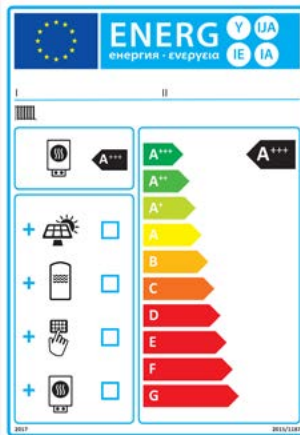 ENERG Y IJA IE IA
енергия · ενεργεια
I II
A+++
A+++
A+++
A++
A+
A
B
C
D
E
F
G
+
+
+
+
2017 2015/1187